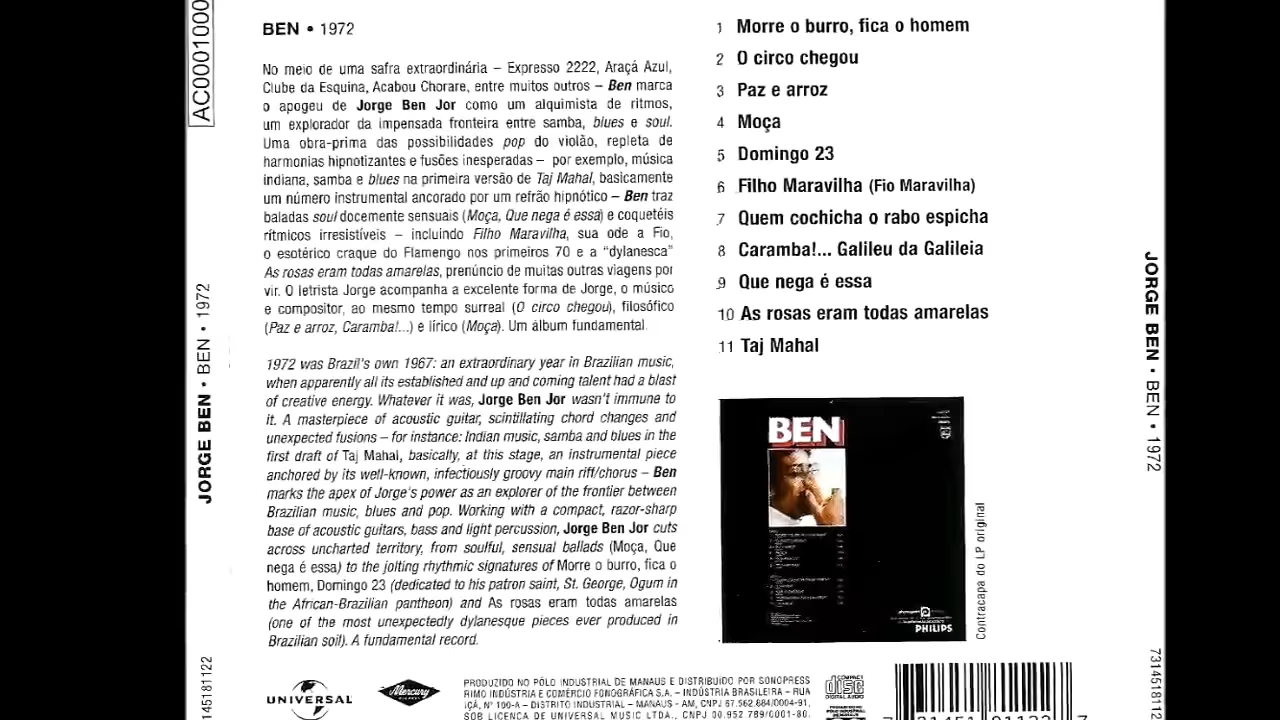 AC0001000
JORGE BEN • BEN • 1972
BEN • 1972
No meio de uma safra extraordinária – Expresso 2222, Araçá Azul,
Clube da Esquina, Acabou Chorare, entre muitos outros – Ben marca
o apogeu de Jorge Ben Jor como um alquimista de ritmos,
um explorador da impensada fronteira entre samba, blues e soul.
Uma obra-prima das possibilidades pop do violão, repleta de
harmonias hipnotizantes e fusões inesperadas – por exemplo, música
indiana, samba e blues na primeira versão de Taj Mahal, basicamente
um número instrumental ancorado por um refrão hipnótico – Ben traz
baladas soul docemente sensuais (Moça, Que nega é essa) e coquetéis
rítmicos irresistíveis – incluindo Filho Maravilha, sua ode a Fio,
o esotérico craque do Flamengo nos primeiros 70 e a "dylanesca"
As rosas eram todas amarelas, prenúncio de muitas outras viagens por
vir. O letrista Jorge acompanha a excelente forma de Jorge, o músico
e compositor, ao mesmo tempo surreal (O circo chegou), filosófico
(Paz e arroz, Caramba!...) e lírico (Moça). Um álbum fundamental.
1972 was Brazil's own 1967: an extraordinary year in Brazilian music,
when apparently all its established and up and coming talent had a blast
of creative energy. Whatever it was, Jorge Ben Jor wasn't immune to
it. A masterpiece of acoustic guitar, scintillating chord changes and
unexpected fusions – for instance: Indian music, samba and blues in the
first draft of Taj Mahal, basically, at this stage, an instrumental piece
anchored by its well-known, infectiously groovy main riff/chorus – Ben
marks the apex of Jorge's power as an explorer of the frontier between
Brazilian music, blues and pop. Working with a compact, razor-sharp
base of acoustic guitars, bass and light percussion, Jorge Ben Jor cuts
across uncharted territory, from soulful, sensual ballads (Moça, Que
nega é essa) to the jolting rhythmic signatures of Morre o burro, fica o
homem, Domingo 23 (dedicated to his patron saint, St. George, Ogum in
the African-Brazilian pantheon) and As rosas eram todas amarelas
(one of the most unexpectedly dylanesque pieces ever produced in
Brazilian soil). A fundamental record.
1 Morre o burro, fica o homem
2 O circo chegou
3 Paz e arroz
4 Moça
5 Domingo 23
6 Filho Maravilha (Fio Maravilha)
7 Quem cochicha o rabo espicha
8 Caramba!... Galileu da Galileia
9 Que nega é essa
10 As rosas eram todas amarelas
11 Taj Mahal
BEN
PHILIPS
Contracapa do LP original
JORGE BEN • BEN • 1972
UNIVERSAL
Mercury
PRODUZIDO NO PÓLO INDUSTRIAL DE MANAUS E DISTRIBUIDO POR SONOPRESS
RIMO INDÚSTRIA E COMÉRCIO FONOGRÁFICA S.A. – INDÚSTRIA BRASILEIRA – RUA
IÇÁ, Nº 100-A – DISTRITO INDUSTRIAL – MANAUS - AM, CNPJ 67.562.884/0004-91,
SOB LICENCA DE UNIVERSAL MUSIC LTDA., CNPJ 00.952 789/0001-80.
COMPACT
disc
DIGITAL AUDIO